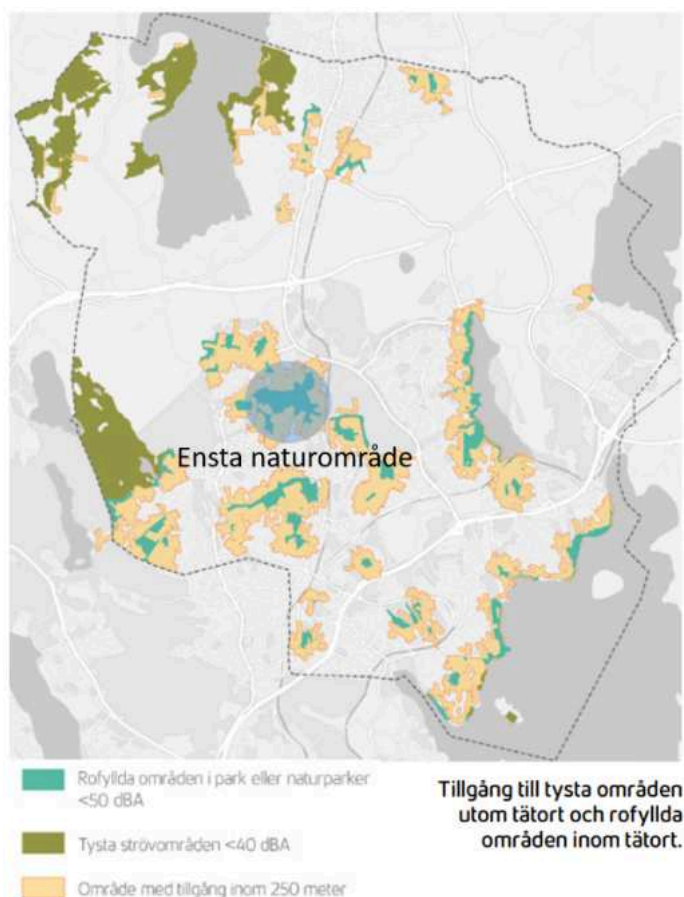 Ensta naturområde
Rofyllda områden i park eller naturparker
<50 dBA
Tysta strövområden <40 dBA
Område med tillgång inom 250 meter
Tillgång till tysta områden
utom tätort och rofyllda
områden inom tätort.